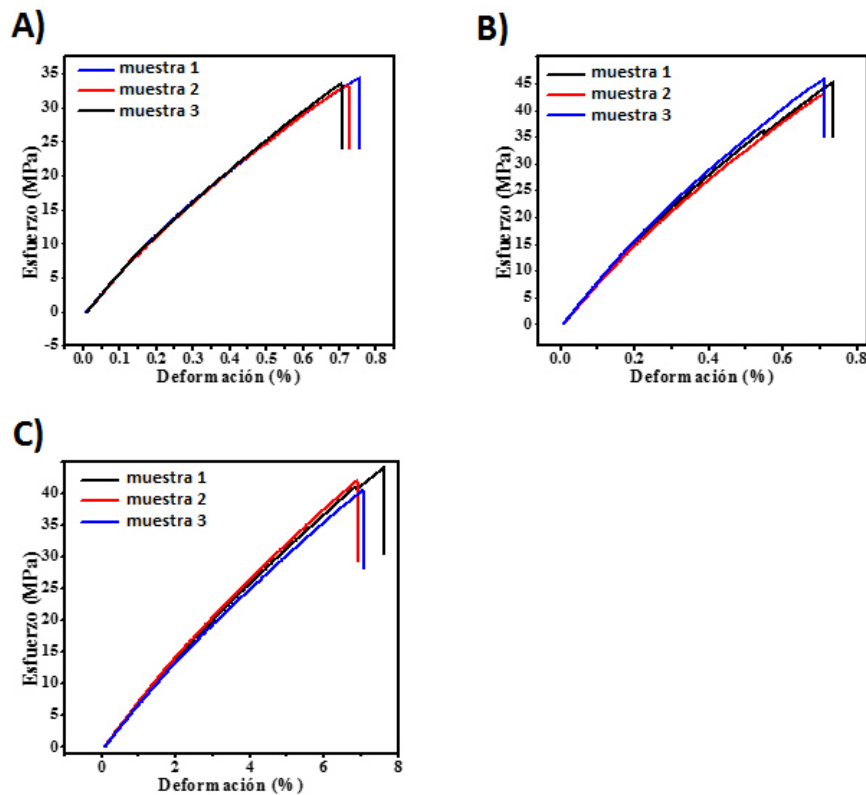 A)
muestra 1
muestra 2
muestra 3
35
30
25
20
15
10
5
0
-5
Esfuerzo (MPa)
0.0 0.1 0.2 0.3 0.4 0.5 0.6 0.7 0.8
Deformación (%)
B)
muestra 1
muestra 2
muestra 3
45
40
35
30
25
20
15
10
5
0
Esfuerzo (MPa)
0.0 0.2 0.4 0.6 0.8
Deformación (%)
C)
muestra 1
muestra 2
muestra 3
40
35
30
25
20
15
10
5
0
Esfuerzo (MPa)
0 2 4 6 8
Deformación (%)